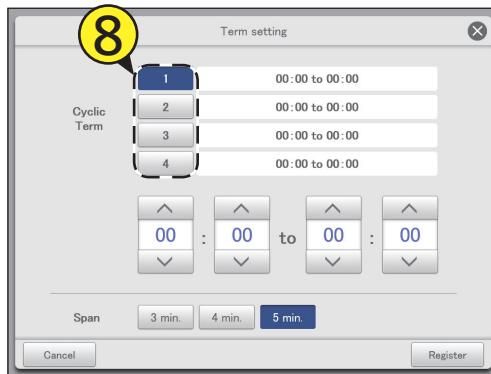 8
Term setting
Cyclic
Term
1 00:00 to 00:00
2 00:00 to 00:00
3 00:00 to 00:00
4 00:00 to 00:00
00 : 00 to 00 : 00
Span 3 min. 4 min. 5 min.
Cancel Register